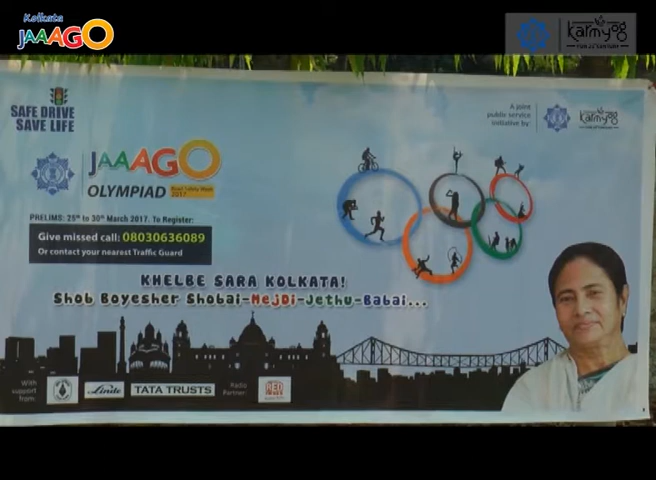 Kolkata
JAAAGO
Karmyog
SAFE DRIVE
SAVE LIFE
A joint
public service
initiative by:
Karmyog
JAAAGO
OLYMPIAD
Road Safety Week
2017
PRELIMS: 25th to 30th March 2017. To Register:
Give missed call: 08030636089
Or contact your nearest Traffic Guard
KHELBE SARA KOLKATA!
Shob Boyesher Shobai-MejDi-Jethu-Babai...
With
support
from:
Linde
TATA TRUSTS
Radio
Partner:
RED